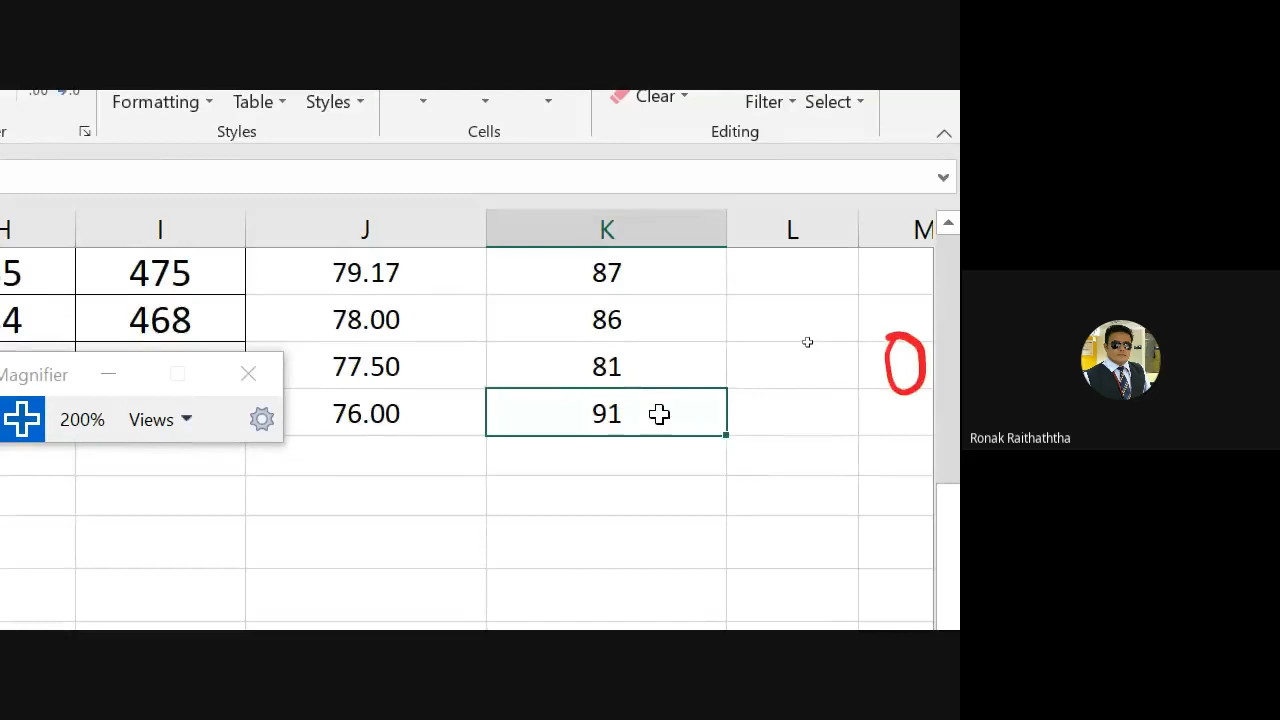 Clear
Formatting Table Styles Filter Select
Styles Cells Editing
I J K L M
5 475 79.17 87
4 468 78.00 86
Magnifier 77.50 81
200% Views 76.00 91
Ronak Raithaththa